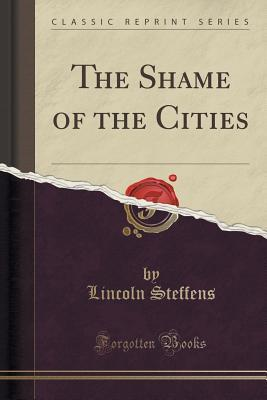 CLASSIC REPRINT SERIES
THE SHAME
OF THE CITIES
by
Lincoln Steffens
Forgotten Books